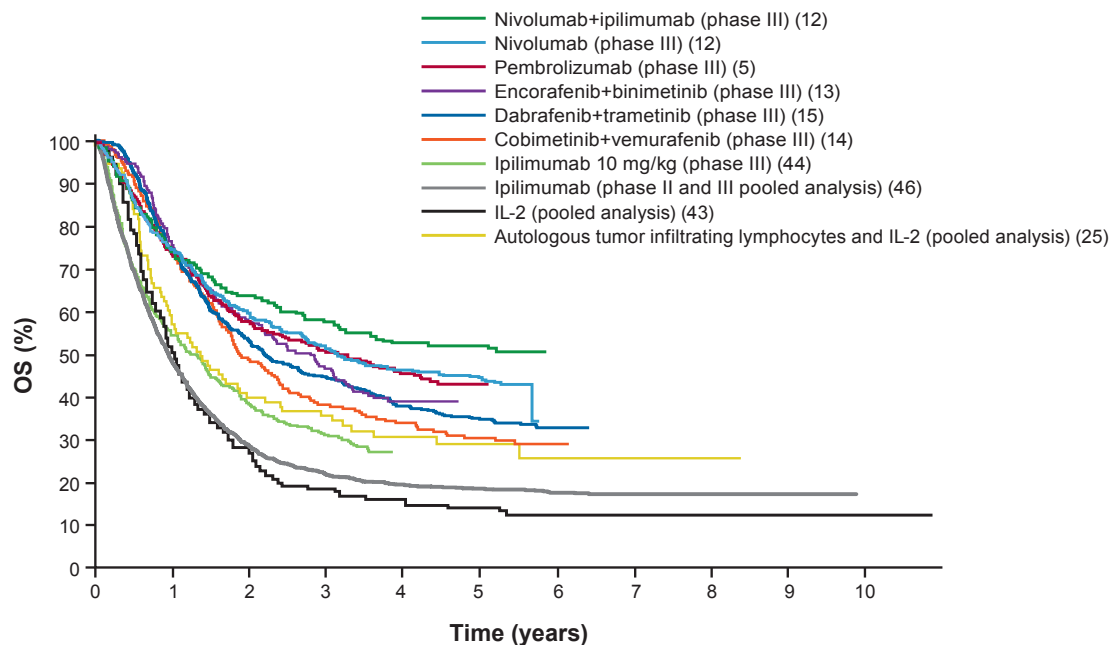 Nivolumab+ipilimumab (phase III) (12)
Nivolumab (phase III) (12)
Pembrolizumab (phase III) (5)
Encorafenib+binimetinib (phase III) (13)
Dabrafenib+trametinib (phase III) (15)
Cobimetinib+vemurafenib (phase III) (14)
Ipilimumab 10 mg/kg (phase III) (44)
Ipilimumab (phase II and III pooled analysis) (46)
IL-2 (pooled analysis) (43)
Autologous tumor infiltrating lymphocytes and IL-2 (pooled analysis) (25)
OS (%)
100
90
80
70
60
50
40
30
20
10
0
0 1 2 3 4 5 6 7 8 9 10
Time (years)